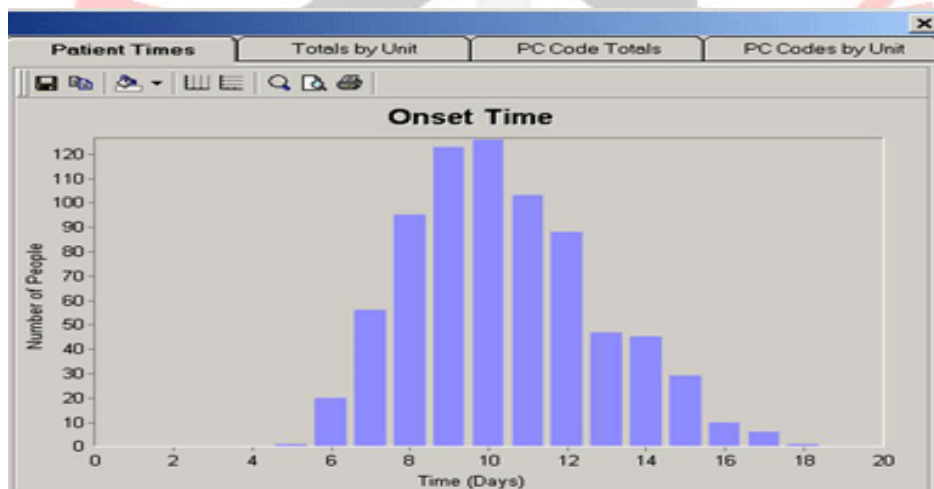 Patient Times Totals by Unit PC Code Totals PC Codes by Unit
Onset Time
120
110
100
90
80
70
60
50
40
30
20
10
0
Number of People
0 2 4 6 8 10 12 14 16 18 20
Time (Days)